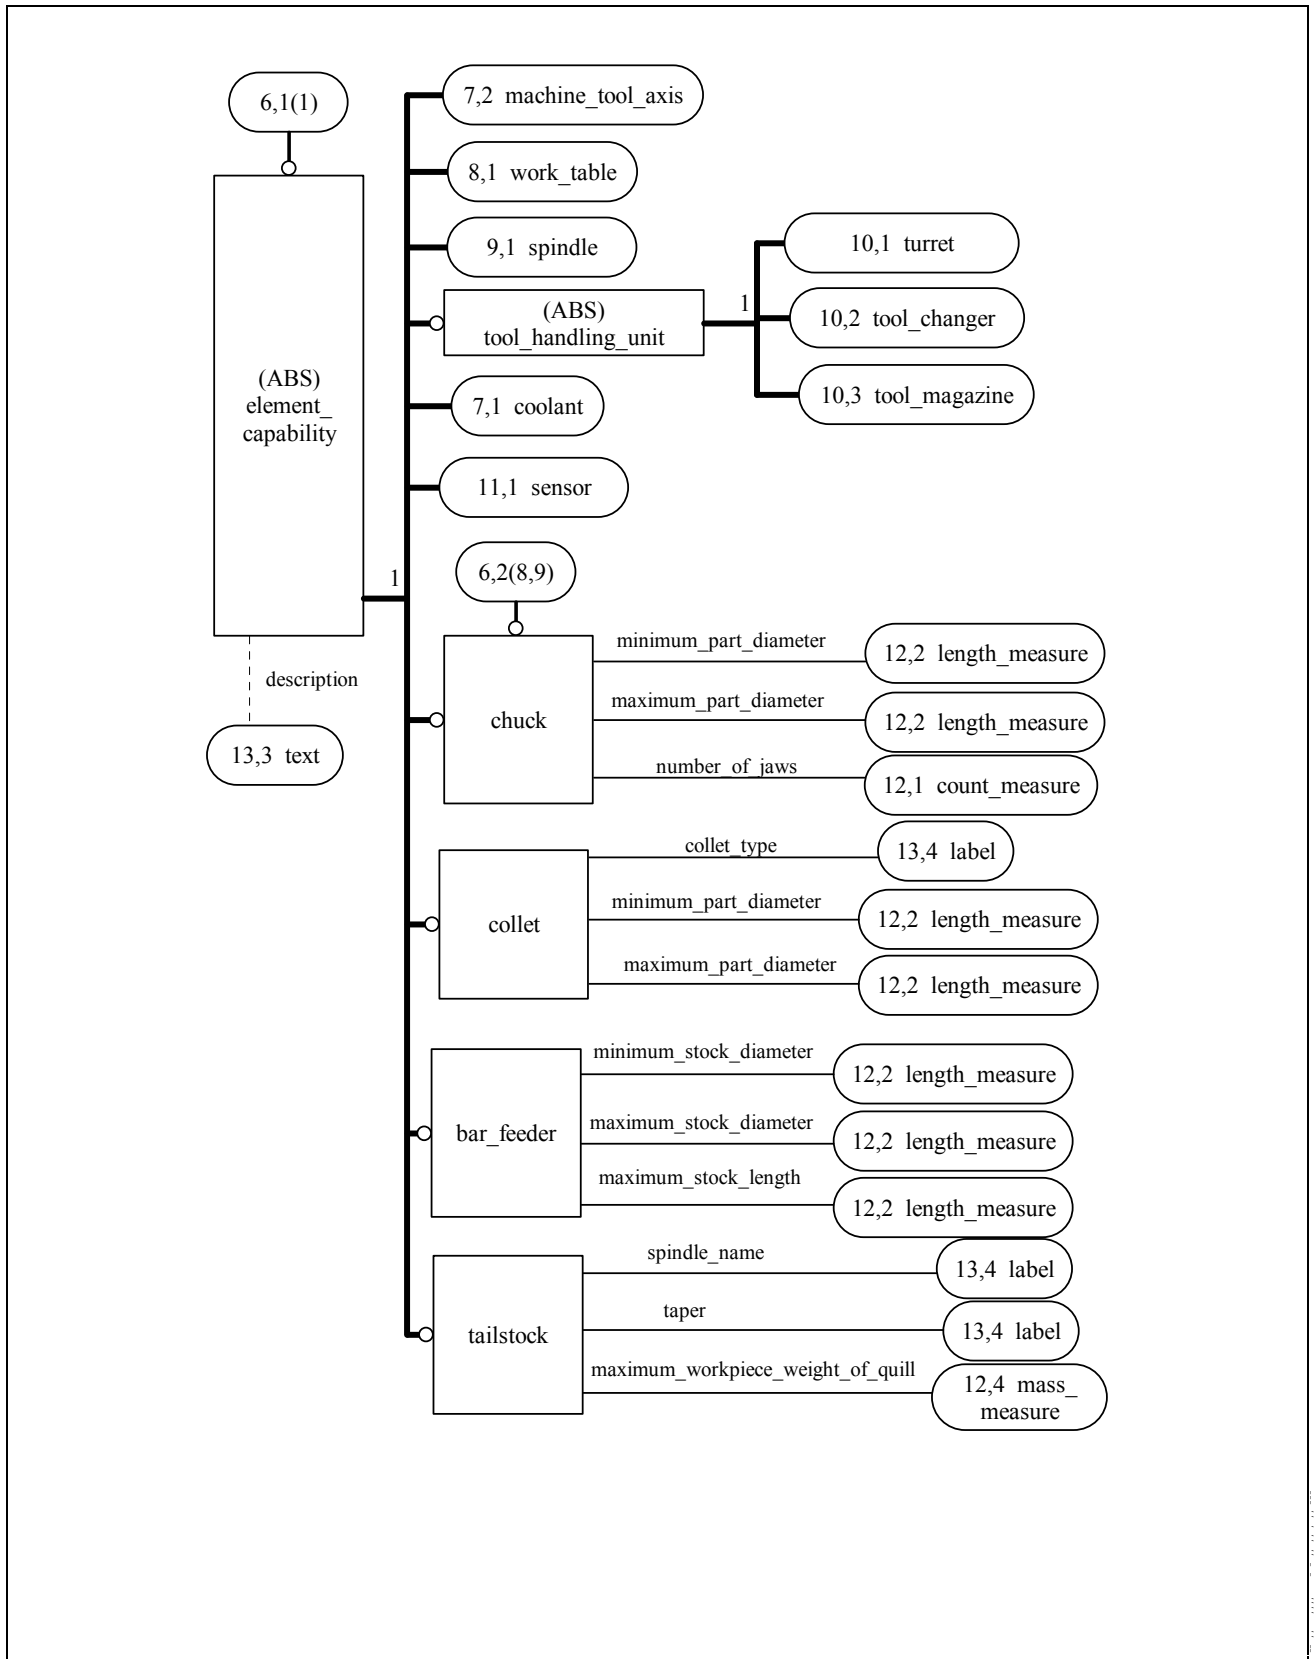 6,1(1)
7,2 machine_tool_axis
8,1 work_table
9,1 spindle
(ABS)
tool_handling_unit
1
10,1 turret
10,2 tool_changer
10,3 tool_magazine
(ABS)
element_
capability
7,1 coolant
11,1 sensor
1
6,2(8,9)
description
13,3 text
chuck
minimum_part_diameter
12,2 length_measure
maximum_part_diameter
12,2 length_measure
number_of_jaws
12,1 count_measure
collet
collet_type
13,4 label
minimum_part_diameter
12,2 length_measure
maximum_part_diameter
12,2 length_measure
bar_feeder
minimum_stock_diameter
12,2 length_measure
maximum_stock_diameter
12,2 length_measure
maximum_stock_length
12,2 length_measure
tailstock
spindle_name
13,4 label
taper
13,4 label
maximum_workpiece_weight_of_quill
12,4 mass_
measure